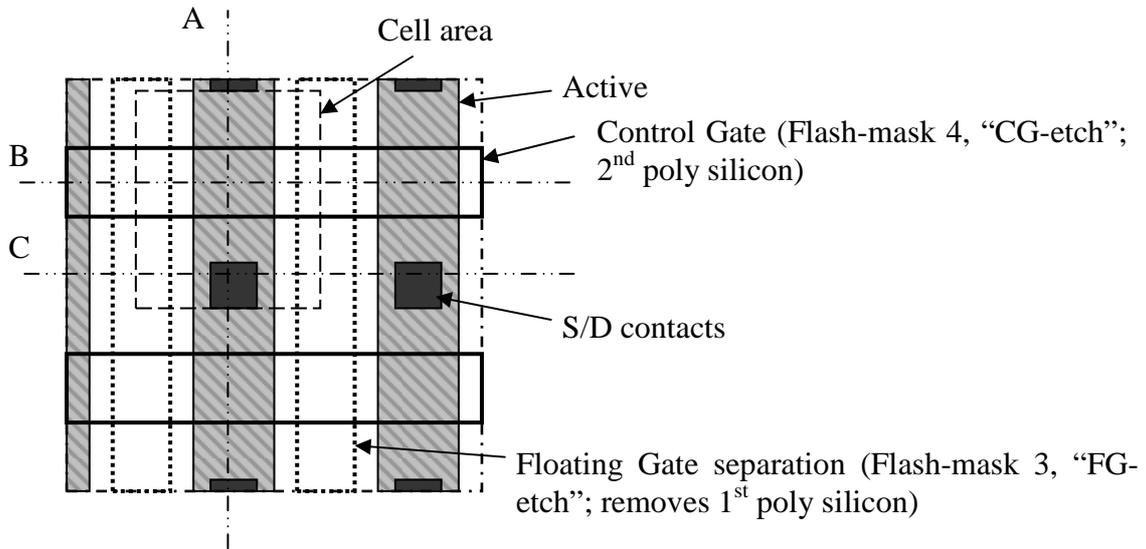 A
Cell area
Active
Control Gate (Flash-mask 4, “CG-etch”;
2nd poly silicon)
B
C
S/D contacts
Floating Gate separation (Flash-mask 3, “FG-
etch”; removes 1st poly silicon)